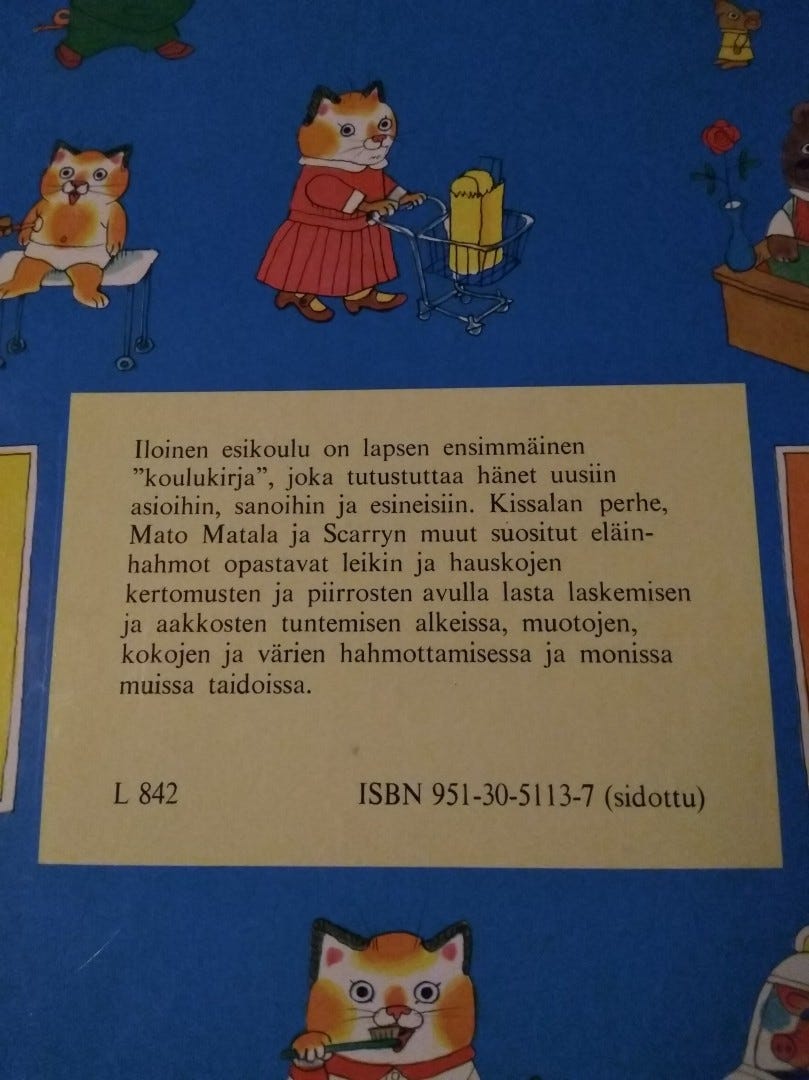 Iloinen esikoulu on lapsen ensimmäinen
”koulukirja”, joka tutustuttaa hänet uusiin
asioihin, sanoihin ja esineisiin. Kissalan perhe,
Mato Matala ja Scarryn muut suositut eläin-
hahmot opastavat leikin ja hauskojen
kertomusten ja piirrosten avulla lasta laskemisen
ja aakkosten tuntemisen alkeissa, muotojen,
kokojen ja värien hahmottamisessa ja monissa
muissa taidoissa.
L 842 ISBN 951-30-5113-7 (sidottu)